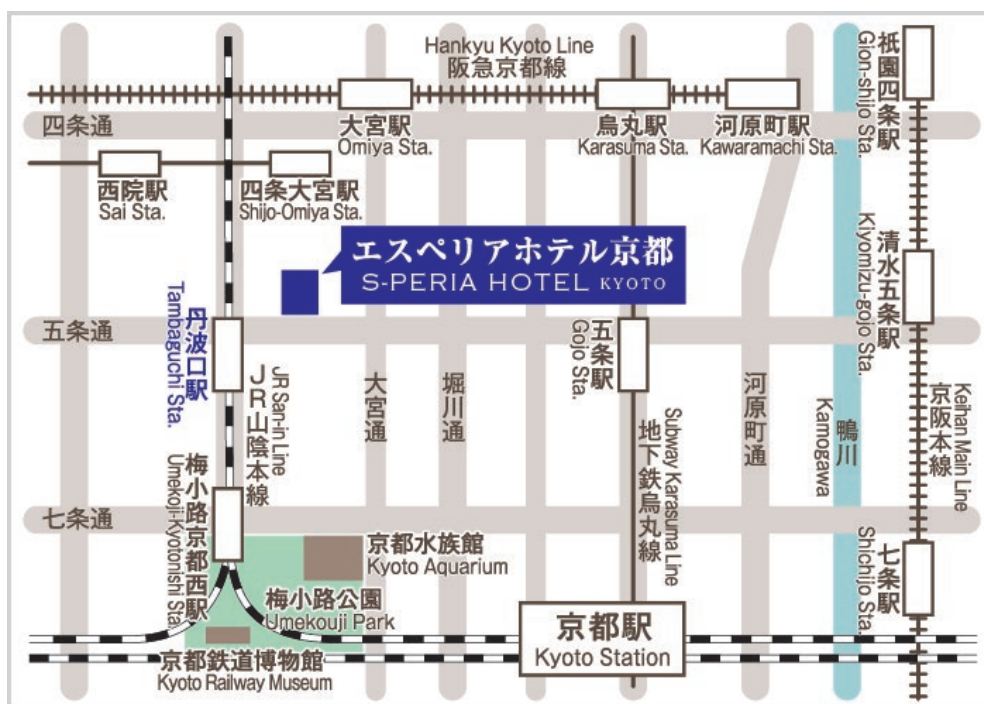 Hankyu Kyoto Line
阪急京都線
祇園四条駅
Gion-shijo Sta.
四条通
大宮駅
Omiya Sta.
烏丸駅
Karasuma Sta.
河原町駅
Kawaramachi Sta.
西院駅
Sai Sta.
四条大宮駅
Shijo-Omiya Sta.
エスペリアホテル京都
S-PERIA HOTEL KYOTO
清水五条駅
Kiyomizu-gojo Sta.
五条通
丹波口駅
Tambaguchi Sta.
五条駅
Gojo Sta.
JR San-in Line
JR山陰本線
大宮通
堀川通
Subway Karasuma Line
地下鉄烏丸線
河原町通
鴨川
Kamogawa
Keihan Main Line
京阪本線
梅小路京都西駅
Umekoji-Kyotonishi Sta.
七条通
京都水族館
Kyoto Aquarium
七条駅
Shichijo Sta.
梅小路公園
Umekouji Park
京都駅
Kyoto Station
京都鉄道博物館
Kyoto Railway Museum